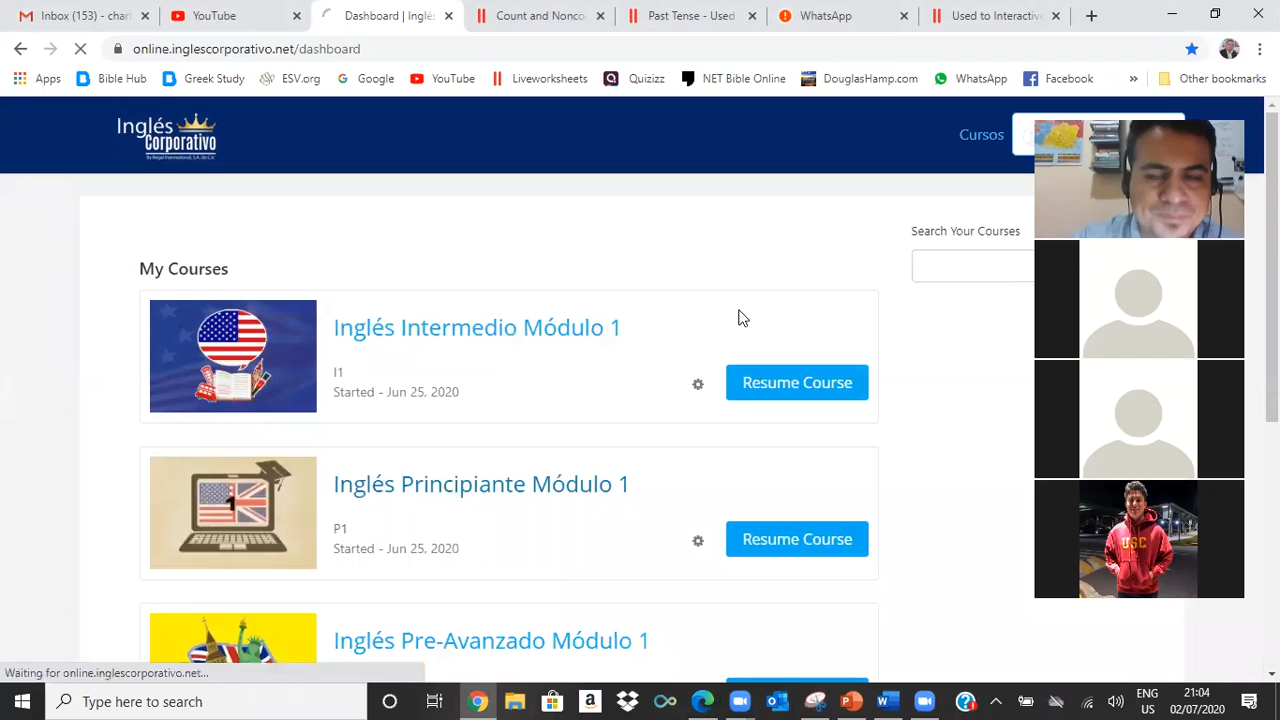 Inbox (153) - char
YouTube
Dashboard | Inglé
Count and Nonco
Past Tense - Used
WhatsApp
Used to Interactiv
online.inglescorporativo.net/dashboard
Apps
Bible Hub
Greek Study
ESV.org
Google
YouTube
Liveworksheets
Quizizz
NET Bible Online
DouglasHamp.com
WhatsApp
Facebook
Other bookmarks
Inglés
Corporativo
Cursos
Search Your Courses
My Courses
Inglés Intermedio Módulo 1
I1
Started - Jun 25, 2020
Resume Course
Inglés Principiante Módulo 1
P1
Started - Jun 25, 2020
Resume Course
1
Inglés Pre-Avanzado Módulo 1
USC
Waiting for online.inglescorporativo.net...
Type here to search
ENG
US
21:04
02/07/2020